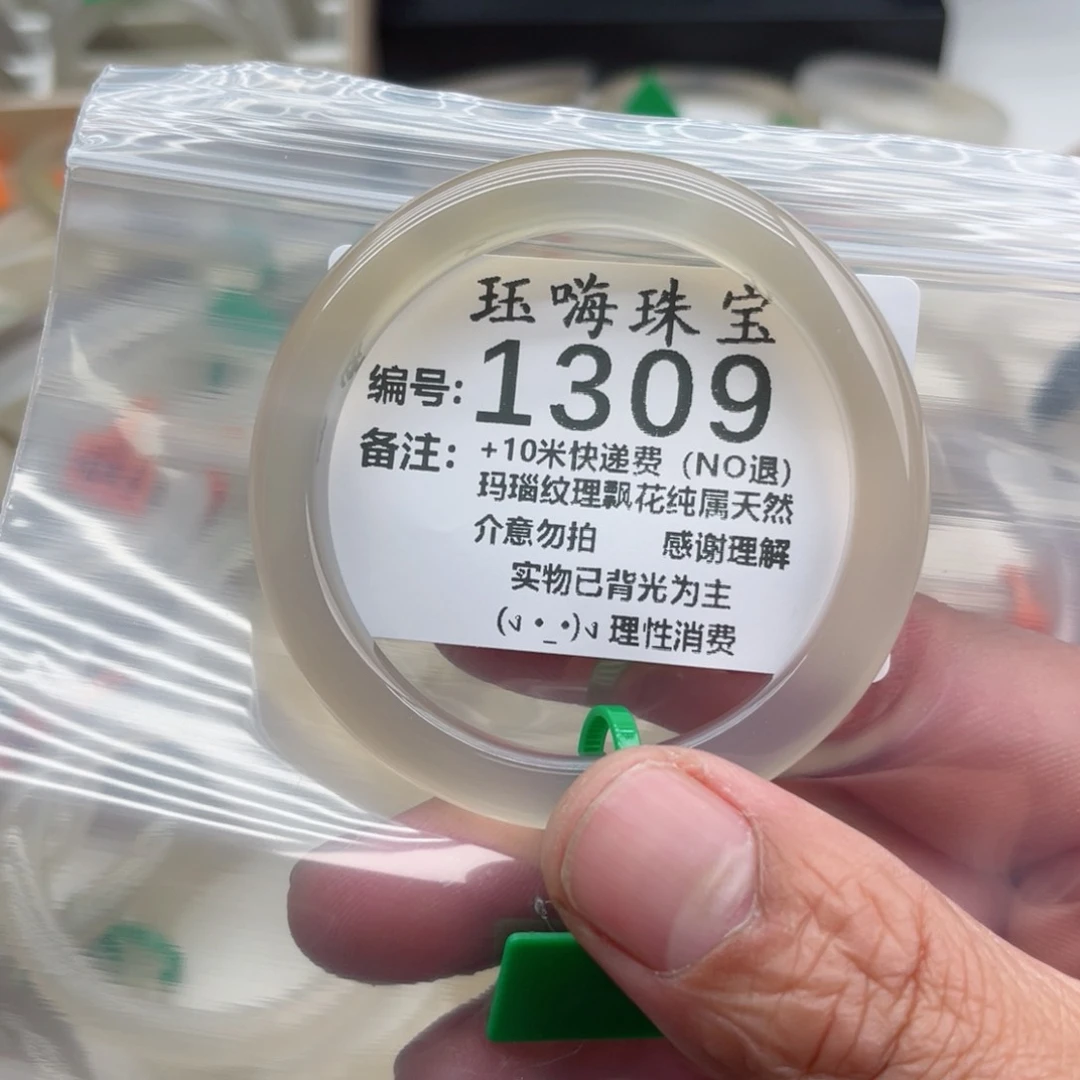 珏嗨珠宝
编号: 1309
备注: +10米快递费 (NO退)
玛瑙纹理飘花纯属天然
介意勿拍 感谢理解
实物已背光为主
(ง •_•)ง 理性消费